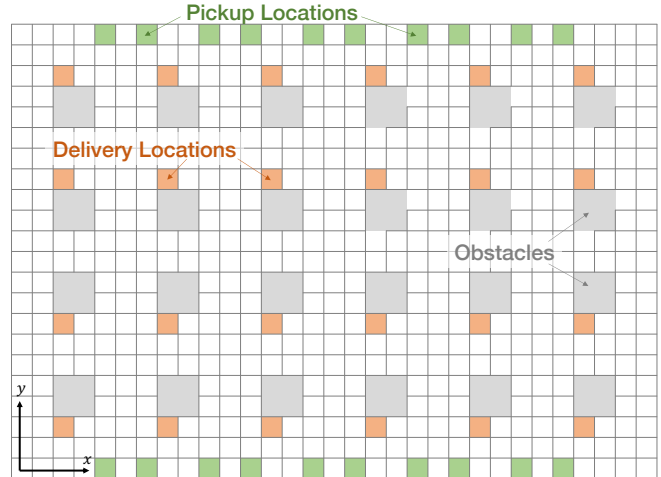 Pickup Locations
Delivery Locations
Obstacles
y
x